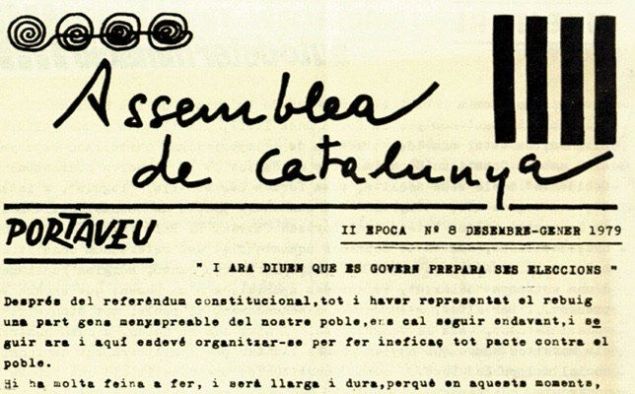 Assemblea
de Catalunya
PORTAVEU
II EPOCA Nº 8 DESEMBRE-GENER 1979
" I ARA DIUEN QUE ES GOVERN PREPARA SES ELECCIONS "
Després del referèndum constitucional,tot i haver representat el rebuig
una part gens menyspreable del nostre poble,ens cal seguir endavant,i se
guir ara i aquí esdevé organitzar-se per fer ineficaç tot pacte contra el
poble.
Hi ha molta feina a fer, i serà llarga i dura,perquè en aquests moments,